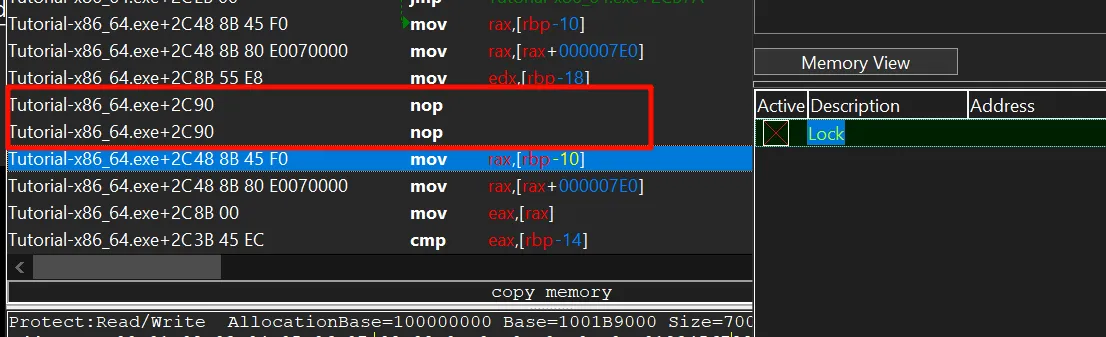 jmp
Tutorial-x86_64.exe+2C48 8B 45 F0 mov rax,[rbp-10]
Tutorial-x86_64.exe+2C48 8B 80 E0070000 mov rax,[rax+000007E0]
Tutorial-x86_64.exe+2C8B 55 E8 mov edx,[rbp-18]
Tutorial-x86_64.exe+2C90 nop
Tutorial-x86_64.exe+2C90 nop
Tutorial-x86_64.exe+2C48 8B 45 F0 mov rax,[rbp-10]
Tutorial-x86_64.exe+2C48 8B 80 E0070000 mov rax,[rax+000007E0]
Tutorial-x86_64.exe+2C8B 00 mov eax,[rax]
Tutorial-x86_64.exe+2C3B 45 EC cmp eax,[rbp-14]
copy memory
Protect:Read/Write AllocationBase=100000000 Base=1001B9000 Size=700
Memory View
Active Description Address
Lock